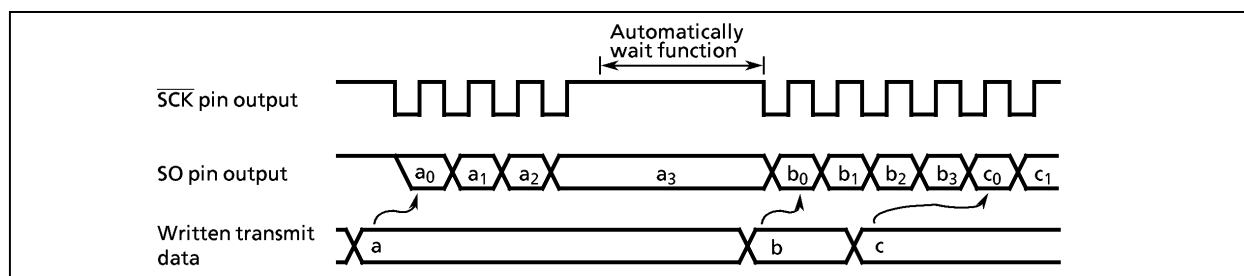 Automatically
wait function
SCK pin output
SO pin output
a0 a1 a2 a3 b0 b1 b2 b3 c0 c1
Written transmit
data
a b c